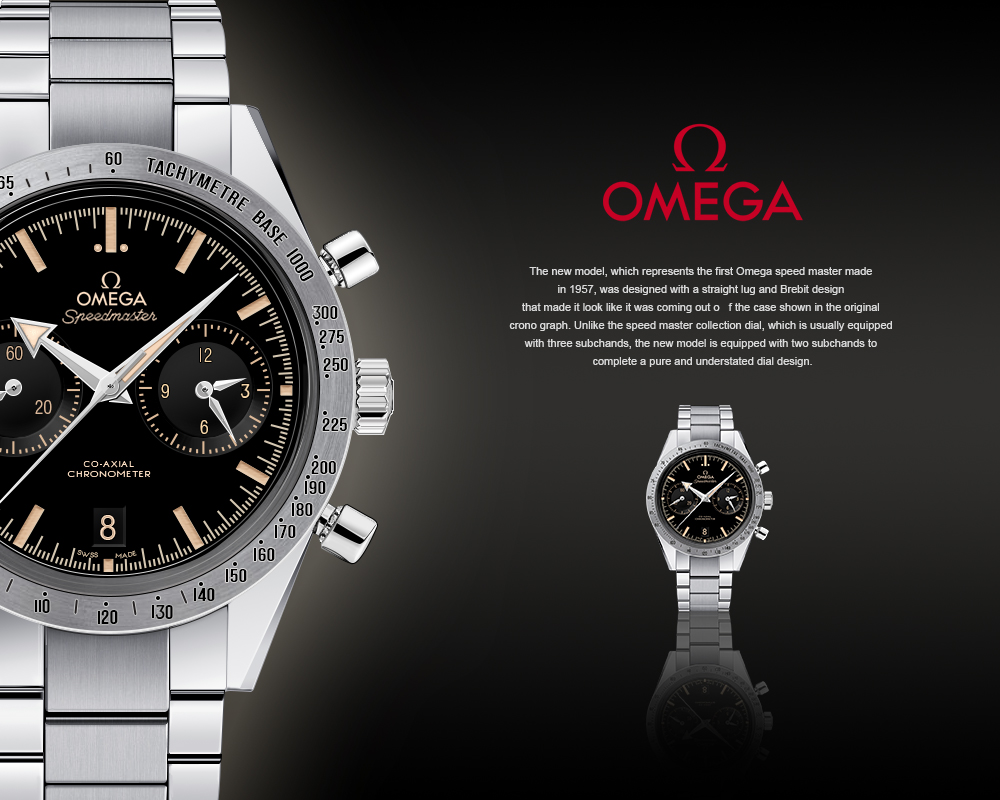 60
TACHYMETRE BASE 1000
65
300
275
250
225
200
190
180
170
160
150
140
130
120
110
OMEGA
Speedmaster
60
20
12
9
3
6
CO-AXIAL
CHRONOMETER
8
SWISS MADE
OMEGA
The new model, which represents the first Omega speed master made
in 1957, was designed with a straight lug and Brebit design
that made it look like it was coming out o f the case shown in the original
crono graph. Unlike the speed master collection dial, which is usually equipped
with three subchands, the new model is equipped with two subchands to
complete a pure and understated dial design.
OMEGA
Speedmaster
8